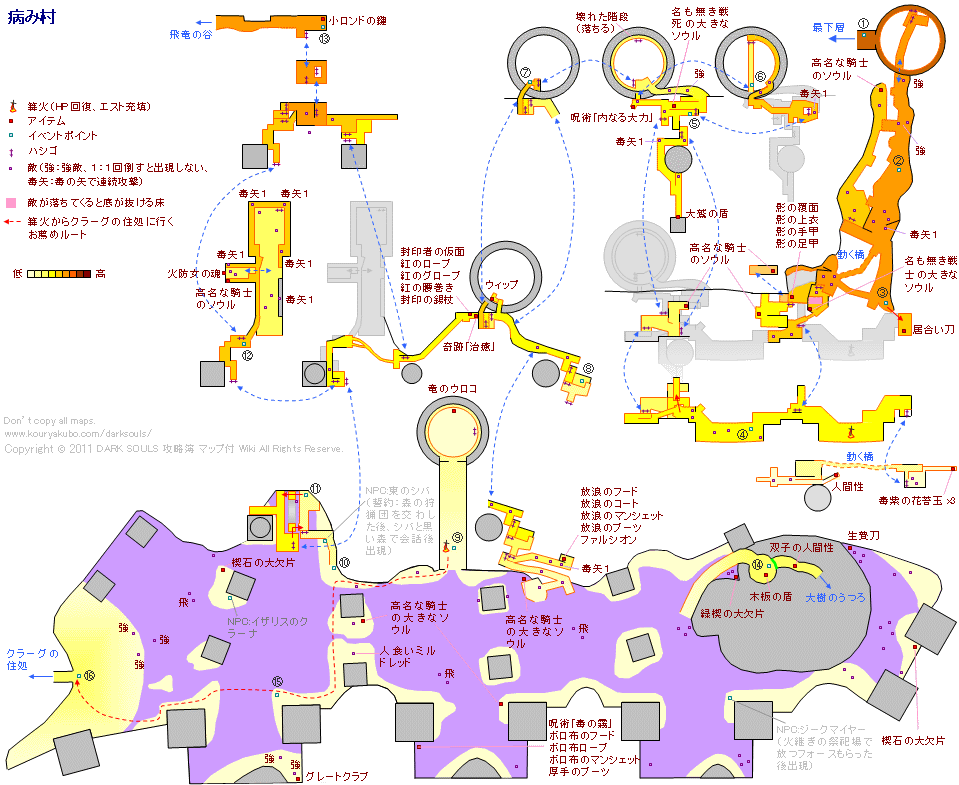 病み村
篝火(HP回復、エスト充填)
アイテム
イベントポイント
ハシゴ
敵(強:強敵、1:1回倒すと出現しない、
毒矢:毒の矢で連続攻撃)
敵が落ちてくると底が抜ける床
篝火からクラーグの住処に行く
お薦めルート
低
高
飛竜の谷
小ロンドの鍵
⑬
⑦
壊れた階段
(落ちる)
名も無き戦
死の大きな
ソウル
強
⑥
毒矢1
呪術「内なる大力」
⑤
毒矢1
大鷲の盾
最下層
①
高名な騎士
のソウル
強
強
②
毒矢1
影の覆面
影の上衣
影の手甲
影の足甲
高名な騎士
のソウル
動く橋
名も無き戦
士の大きな
ソウル
③
居合い刀
④
動く橋
人間性
毒紫の花苔玉 x3
毒矢1
毒矢1
毒矢1
火防女の魂
高名な騎士
のソウル
毒矢1
⑫
封印者の仮面
紅のローブ
紅のグローブ
紅の腰巻き
封印の錫杖
ウィップ
奇跡「治癒」
⑧
竜のウロコ
Don't copy all maps.
www.kouryakubo.com/darksouls/
Copyright © 2011 DARK SOULS 攻略簿 マップ付 Wiki All Rights Reserve.
⑪
NPC:東のシバ
(誓約:森の狩
猟団を交わし
た後、シバと黒
い森で会話後
出現)
⑨
⑩
放浪のフード
放浪のコート
放浪のマンシェット
放浪のブーツ
ファルシオン
毒矢1
楔石の大欠片
飛
NPC:イザリスのク
ラーナ
強
強
強
クラーグの
住処
⑯
⑮
高名な騎士
の大きなソ
ウル
人食いミル
ドレッド
飛
高名な騎士
の大きなソ
ウル
飛
双子の人間性
生贄刀
⑭
木板の盾
大樹のうつろ
緑楔の大欠片
楔石の大欠片
NPC:ジークマイヤー
(火継ぎの祭祀場で
放つフォースもらった
後出現)
呪術「毒の霧」
ボロ布のフード
ボロ布ローブ
ボロ布のマンシェット
厚手のブーツ
強
強
グレートクラブ